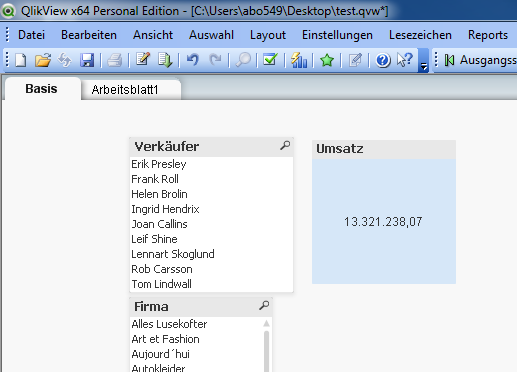 QlikView x64 Personal Edition - [C:\Users\abo549\Desktop\test.qvw*]
Datei Bearbeiten Ansicht Auswahl Layout Einstellungen Lesezeichen Reports
Ausgangss
Basis Arbeitsblatt1
Verkäufer
Erik Presley
Frank Roll
Helen Brolin
Ingrid Hendrix
Joan Callins
Leif Shine
Lennart Skoglund
Rob Carsson
Tom Lindwall
Umsatz
13.321.238,07
Firma
Alles Lusekofter
Art et Fashion
Aujourd´hui
Autokleider